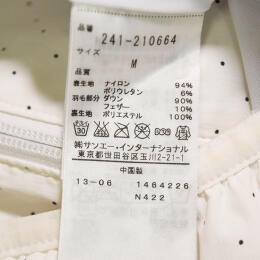 品番
241-210664
サイズ
M
品質
表生地 ナイロン 94%
ポリウレタン 6%
羽毛部分 ダウン 90%
フェザー 10%
裏生地 ポリエステル 100%
㈱サンエー・インターナショナル
東京都世田谷区玉川2-21-1
中国製
13-06 1464226
N422